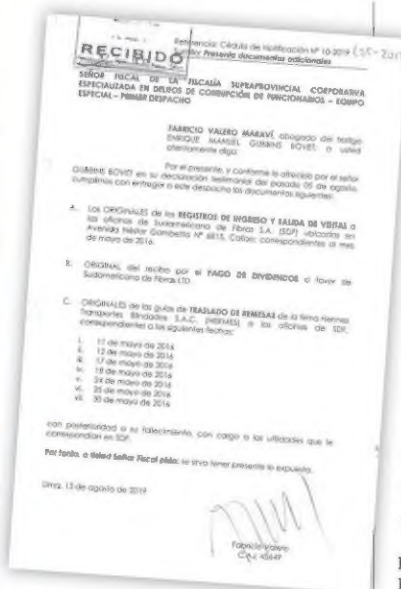 RECIBIDO
Referencia: Cédula de Notificación Nº 10-2019
Sumilla: Presenta documentos adicionales
SEÑOR FISCAL DE LA FISCALÍA SUPRAPROVINCIAL CORPORATIVA
ESPECIALIZADA EN DELITOS DE CORRUPCIÓN DE FUNCIONARIOS – EQUIPO
ESPECIAL – PRIMER DESPACHO
FABRICIO VALERO MARAVÍ, abogado del testigo
ENRIQUE MANUEL GUBBINS BOVET; a usted
atentamente digo:
Por el presente, y conforme lo ofrecido por el señor
GUBBINS BOVET en su declaración testimonial del pasado 05 de agosto,
cumplimos con entregar a este despacho los documentos siguientes:
A. Los ORIGINALES de los REGISTROS DE INGRESO Y SALIDA DE VISITAS a
las oficinas de Sudamericana de Fibras S.A. (SDF) ubicadas en
Avenida Néstor Gambetta Nº 6815, Callao; correspondientes al mes
de mayo de 2016.
B. ORIGINAL del recibo por el PAGO DE DIVIDENDOS a favor de
Sudamericana de Fibras LTD.
C. ORIGINALES de las guías de TRASLADO DE REMESAS de la firma Hermes
Transportes Blindados S.A.C. (HERMES) a las oficinas de SDF,
correspondientes a las siguientes fechas:
i. 11 de mayo de 2016
ii. 12 de mayo de 2016
iii. 17 de mayo de 2016
iv. 18 de mayo de 2016
v. 24 de mayo de 2016
vi. 25 de mayo de 2016
vii. 30 de mayo de 2016
con posterioridad a su fallecimiento, con cargo a las utilidades que le
correspondían en SDF.
Por tanto, a Usted Señor Fiscal pido: se sirva tener presente lo expuesto.
Lima, 13 de agosto de 2019
Fabricio Valero